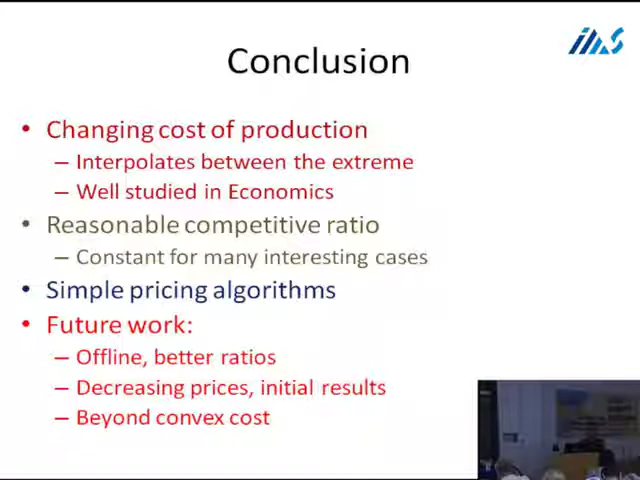 IMS
Conclusion
• Changing cost of production
– Interpolates between the extreme
– Well studied in Economics
• Reasonable competitive ratio
– Constant for many interesting cases
• Simple pricing algorithms
• Future work:
– Offline, better ratios
– Decreasing prices, initial results
– Beyond convex cost